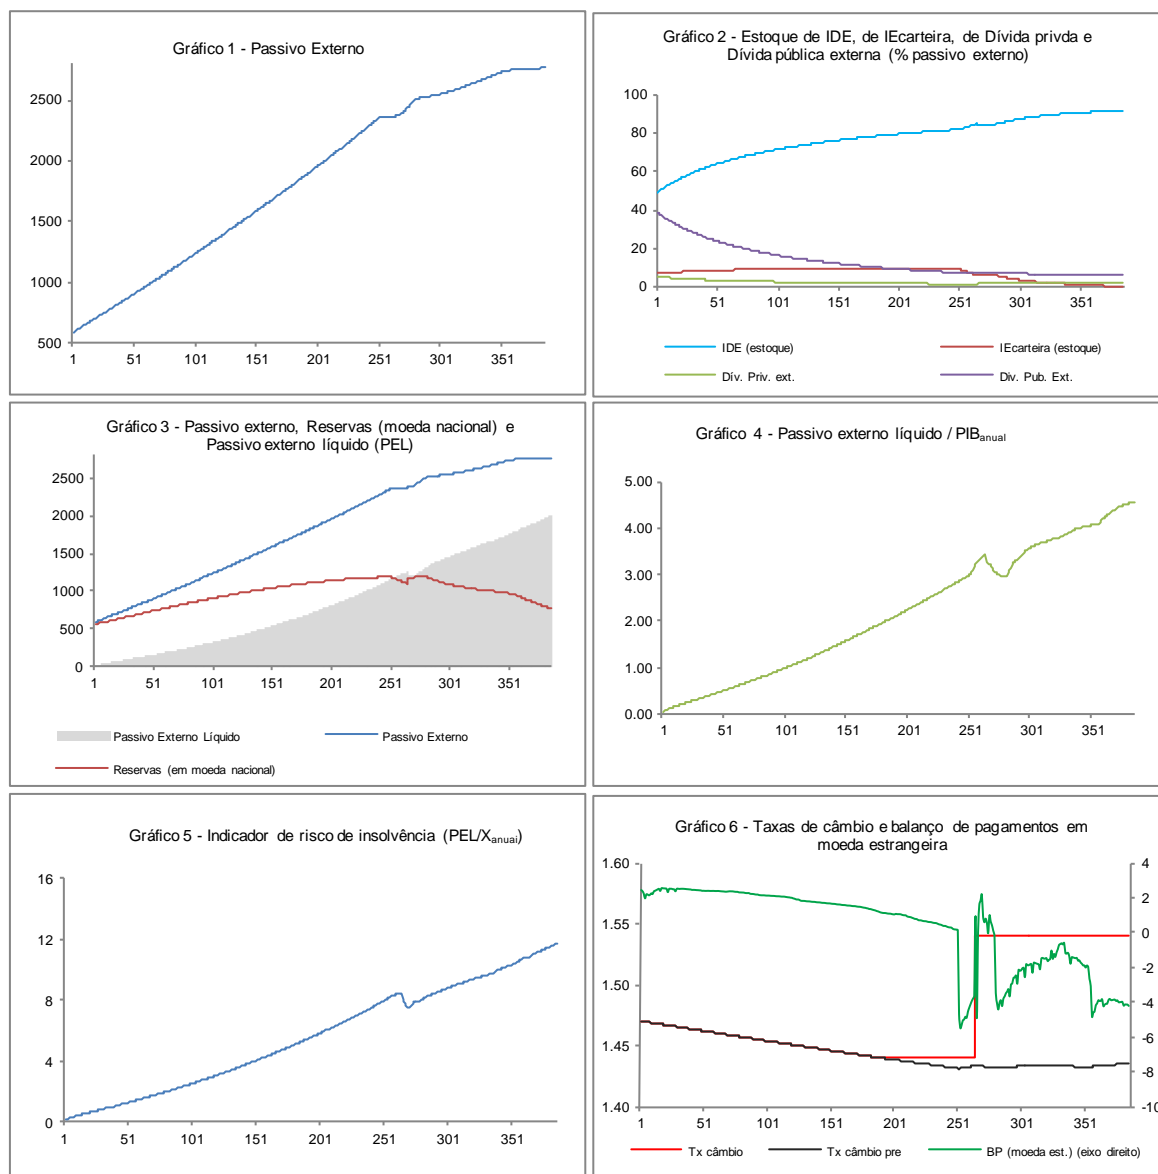 Gráfico 1 - Passivo Externo
2500
2000
1500
1000
500
1 51 101 151 201 251 301 351
Gráfico 2 - Estoque de IDE, de IEcarteira, de Dívida privda e
Dívida pública externa (% passivo externo)
100
80
60
40
20
0
1 51 101 151 201 251 301 351
IDE (estoque) IEcarteira (estoque)
Dív. Priv. ext. Div. Pub. Ext.
Gráfico 3 - Passivo externo, Reservas (moeda nacional) e
Passivo externo líquido (PEL)
2500
2000
1500
1000
500
0
1 51 101 151 201 251 301 351
Passivo Externo Líquido Passivo Externo
Reservas (em moeda nacional)
Gráfico 4 - Passivo externo líquido / PIBanual
5.00
4.00
3.00
2.00
1.00
0.00
1 51 101 151 201 251 301 351
Gráfico 5 - Indicador de risco de insolvência (PEL/Xanual)
16
12
8
4
0
1 51 101 151 201 251 301 351
Gráfico 6 - Taxas de câmbio e balanço de pagamentos em
moeda estrangeira
1.60 4
2
1.55 0
-2
1.50
-4
1.45 -6
-8
1.40 -10
1 51 101 151 201 251 301 351
Tx câmbio Tx câmbio pre BP (moeda est.) (eixo direito)